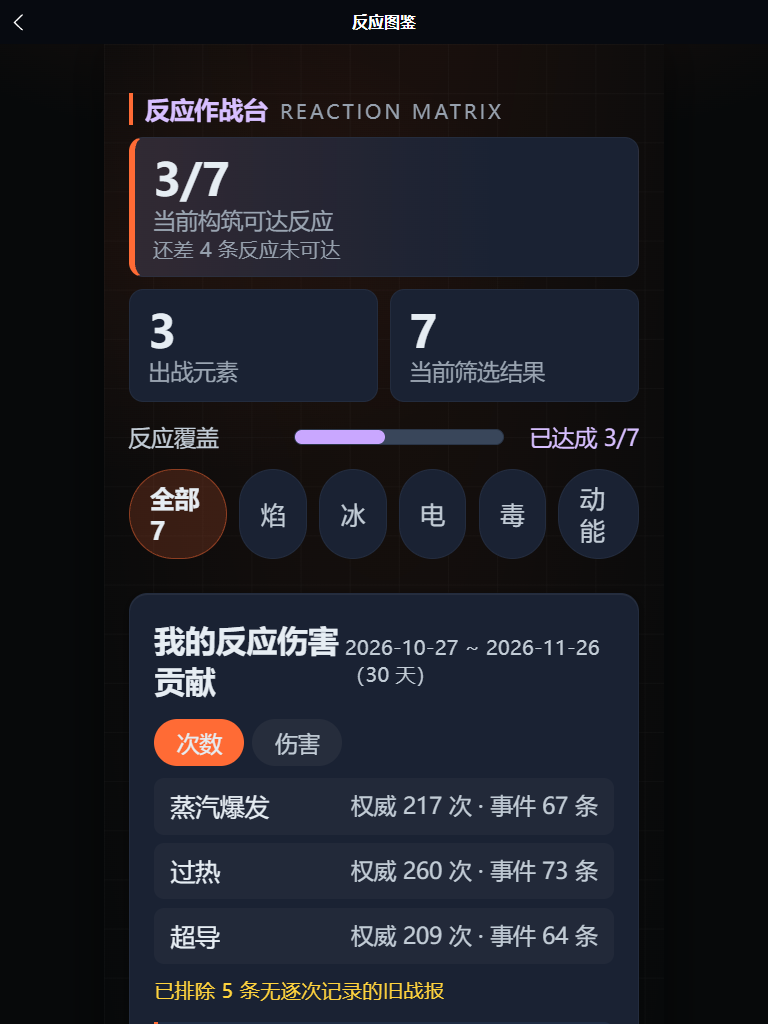 反应图鉴
反应作战台 REACTION MATRIX
3/7
当前构筑可达反应
还差 4 条反应未可达
3
出战元素
7
当前筛选结果
反应覆盖 已达成 3/7
全部
7
焰
冰
电
毒
动
能
我的反应伤害
贡献
2026-10-27 ~ 2026-11-26
(30 天)
次数 伤害
蒸汽爆发 权威 217 次 · 事件 67 条
过热 权威 260 次 · 事件 73 条
超导 权威 209 次 · 事件 64 条
已排除 5 条无逐次记录的旧战报